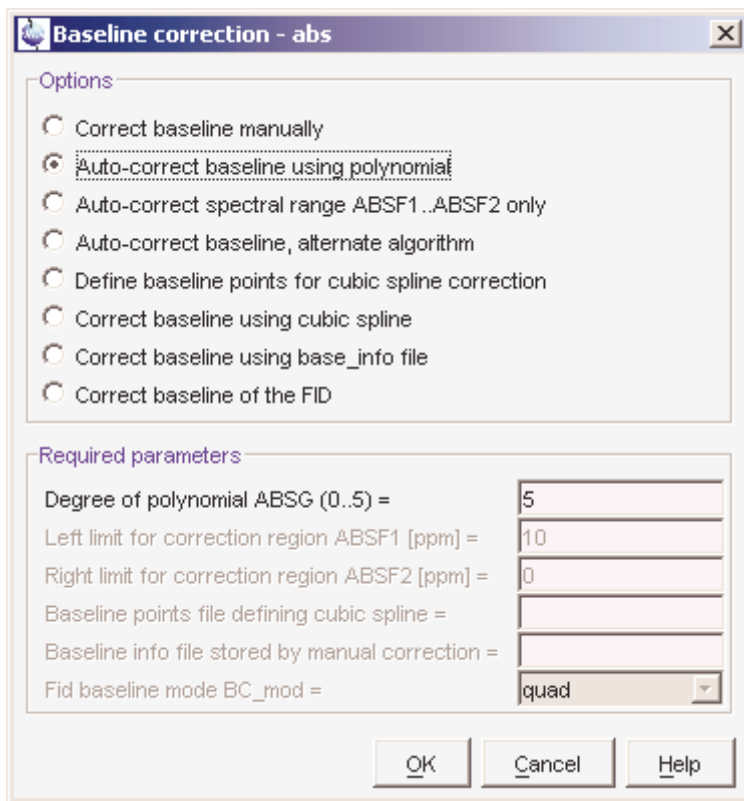 Baseline correction - abs
Options
Correct baseline manually
Auto-correct baseline using polynomial
Auto-correct spectral range ABSF1..ABSF2 only
Auto-correct baseline, alternate algorithm
Define baseline points for cubic spline correction
Correct baseline using cubic spline
Correct baseline using base_info file
Correct baseline of the FID
Required parameters
Degree of polynomial ABSG (0..5) = 5
Left limit for correction region ABSF1 [ppm] = 10
Right limit for correction region ABSF2 [ppm] = 0
Baseline points file defining cubic spline =
Baseline info file stored by manual correction =
Fid baseline mode BC_mod = quad
OK Cancel Help